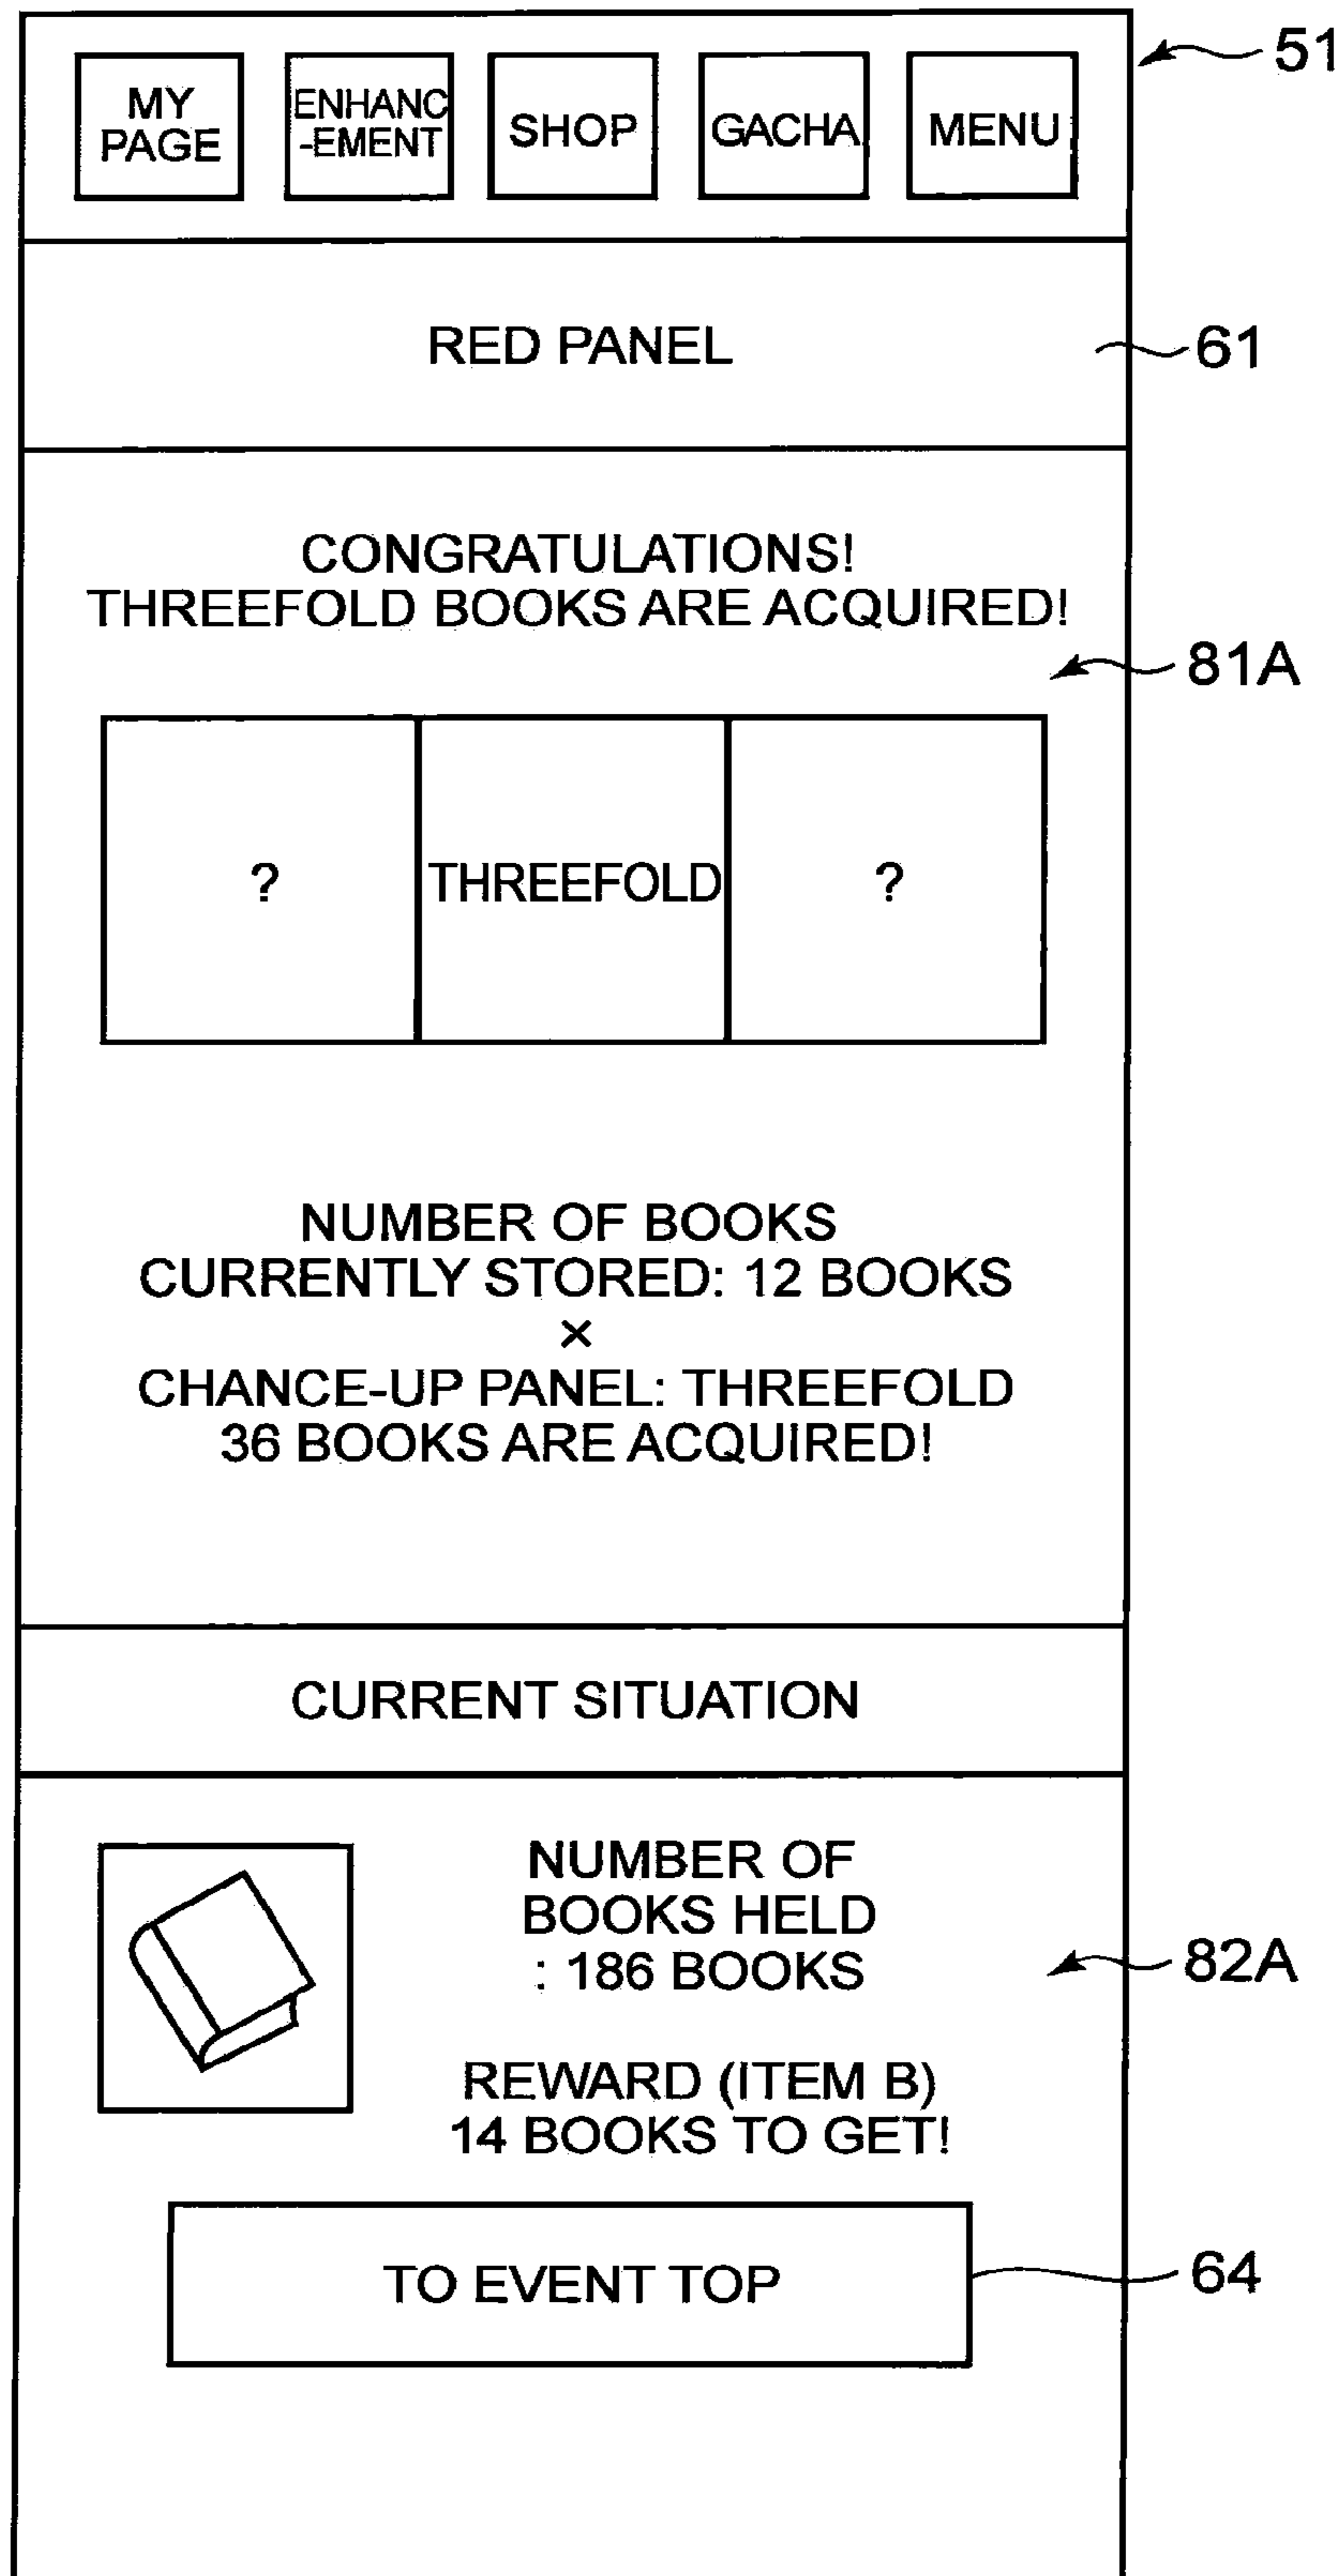 51
MY
PAGE
ENHANC
-EMENT
SHOP
GACHA
MENU
RED PANEL
61
CONGRATULATIONS!
THREEFOLD BOOKS ARE ACQUIRED!
81A
?
THREEFOLD
?
NUMBER OF BOOKS
CURRENTLY STORED: 12 BOOKS
×
CHANCE-UP PANEL: THREEFOLD
36 BOOKS ARE ACQUIRED!
CURRENT SITUATION
NUMBER OF
BOOKS HELD
: 186 BOOKS
82A
REWARD (ITEM B)
14 BOOKS TO GET!
TO EVENT TOP
64